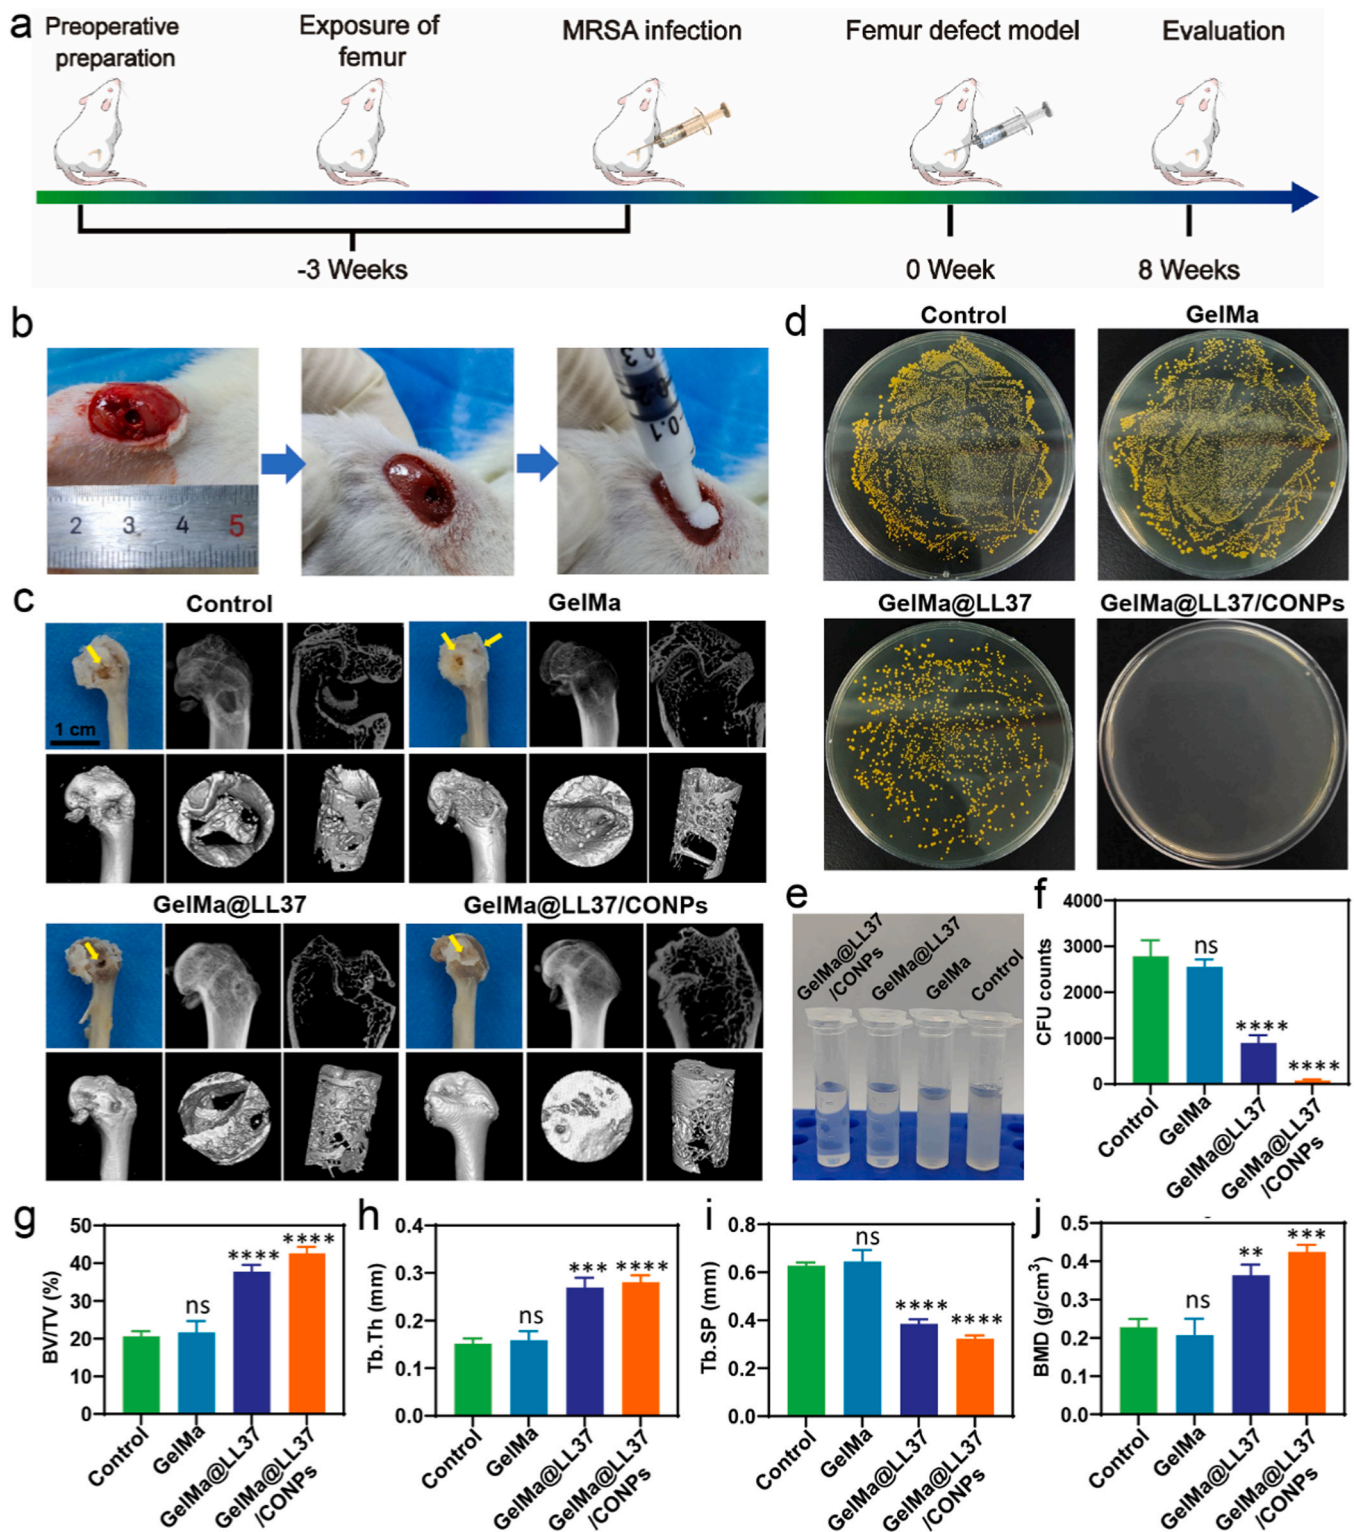 a
Preoperative
preparation
Exposure of
femur
MRSA infection
Femur defect model
Evaluation
-3 Weeks
0 Week
8 Weeks
b
2 3 4 5
0.1
c
Control
GelMa
1 cm
GelMa@LL37
GelMa@LL37/CONPs
d
Control
GelMa
GelMa@LL37
GelMa@LL37/CONPs
e
GelMa@LL37
/CONPs
GelMa@LL37
GelMa
Control
f
CFU counts
4000
3000
2000
1000
0
ns
****
****
Control
GelMa
GelMa@LL37
GelMa@LL37
/CONPs
g
BV/TV (%)
50
40
30
20
10
0
ns
****
****
Control
GelMa
GelMa@LL37
GelMa@LL37
/CONPs
h
Tb.Th (mm)
0.4
0.3
0.2
0.1
0.0
ns
***
****
Control
GelMa
GelMa@LL37
GelMa@LL37
/CONPs
i
Tb.SP (mm)
0.8
0.6
0.4
0.2
0.0
ns
****
****
Control
GelMa
GelMa@LL37
GelMa@LL37
/CONPs
j
BMD (g/cm³)
0.5
0.4
0.3
0.2
0.1
0.0
ns
**
***
Control
GelMa
GelMa@LL37
GelMa@LL37
/CONPs